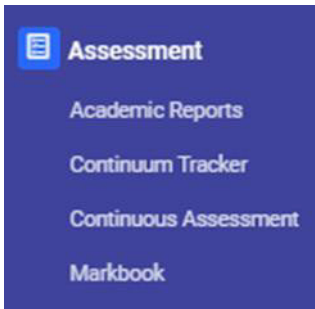 Assessment
Academic Reports
Continuum Tracker
Continuous Assessment
Markbook